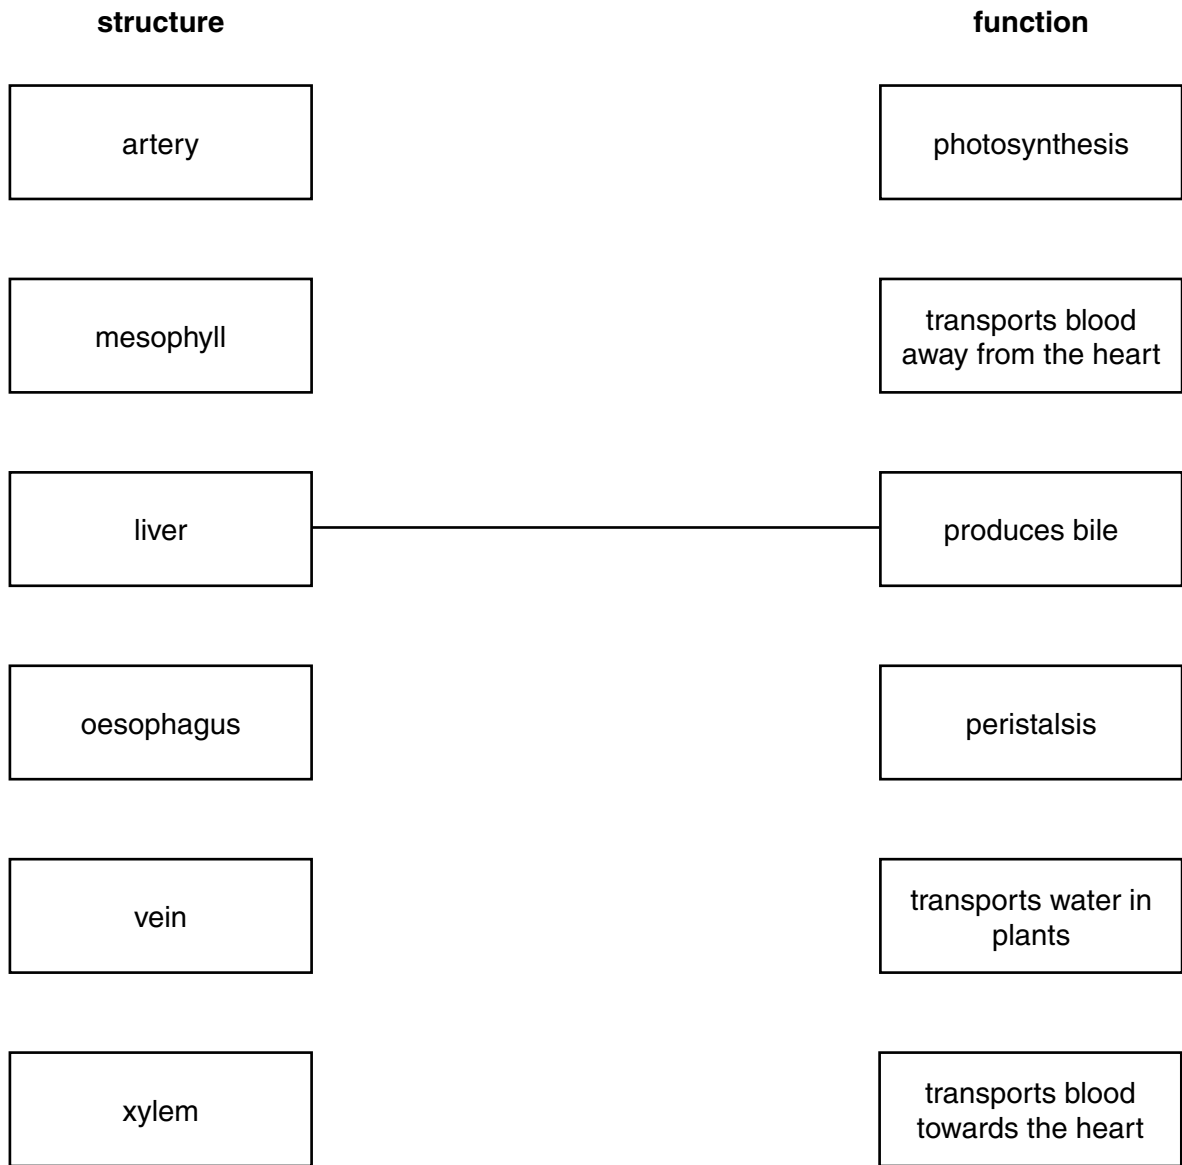 structure
function
artery
photosynthesis
mesophyll
transports blood
away from the heart
liver
produces bile
oesophagus
peristalsis
vein
transports water in
plants
xylem
transports blood
towards the heart